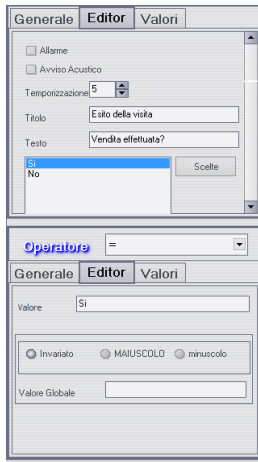 Generale Editor Valori
Allarme
Avviso Acustico
Temporizzazione 5
Titolo Esito della visita
Testo Vendita effettuata?
Si
No
Scelte
Operatore =
Generale Editor Valori
Valore Si
Invariato MAIUSCOLO minuscolo
Valore Globale